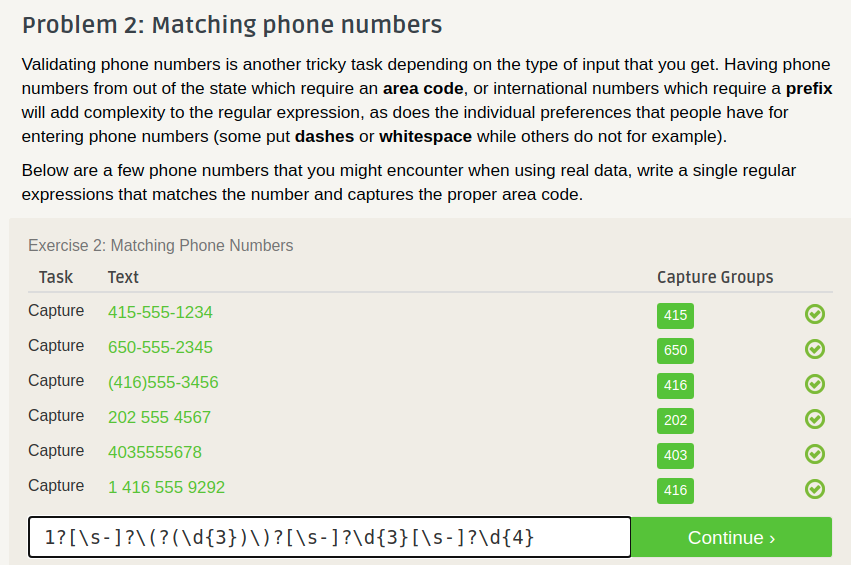 Problem 2: Matching phone numbers
Validating phone numbers is another tricky task depending on the type of input that you get. Having phone
numbers from out of the state which require an area code, or international numbers which require a prefix
will add complexity to the regular expression, as does the individual preferences that people have for
entering phone numbers (some put dashes or whitespace while others do not for example).
Below are a few phone numbers that you might encounter when using real data, write a single regular
expressions that matches the number and captures the proper area code.
Exercise 2: Matching Phone Numbers
Task Text Capture Groups
Capture 415-555-1234 415
Capture 650-555-2345 650
Capture (416)555-3456 416
Capture 202 555 4567 202
Capture 4035555678 403
Capture 1 416 555 9292 416
1?[\s-]?\(?(\d{3})\)?[\s-]?\d{3}[\s-]?\d{4} Continue ›